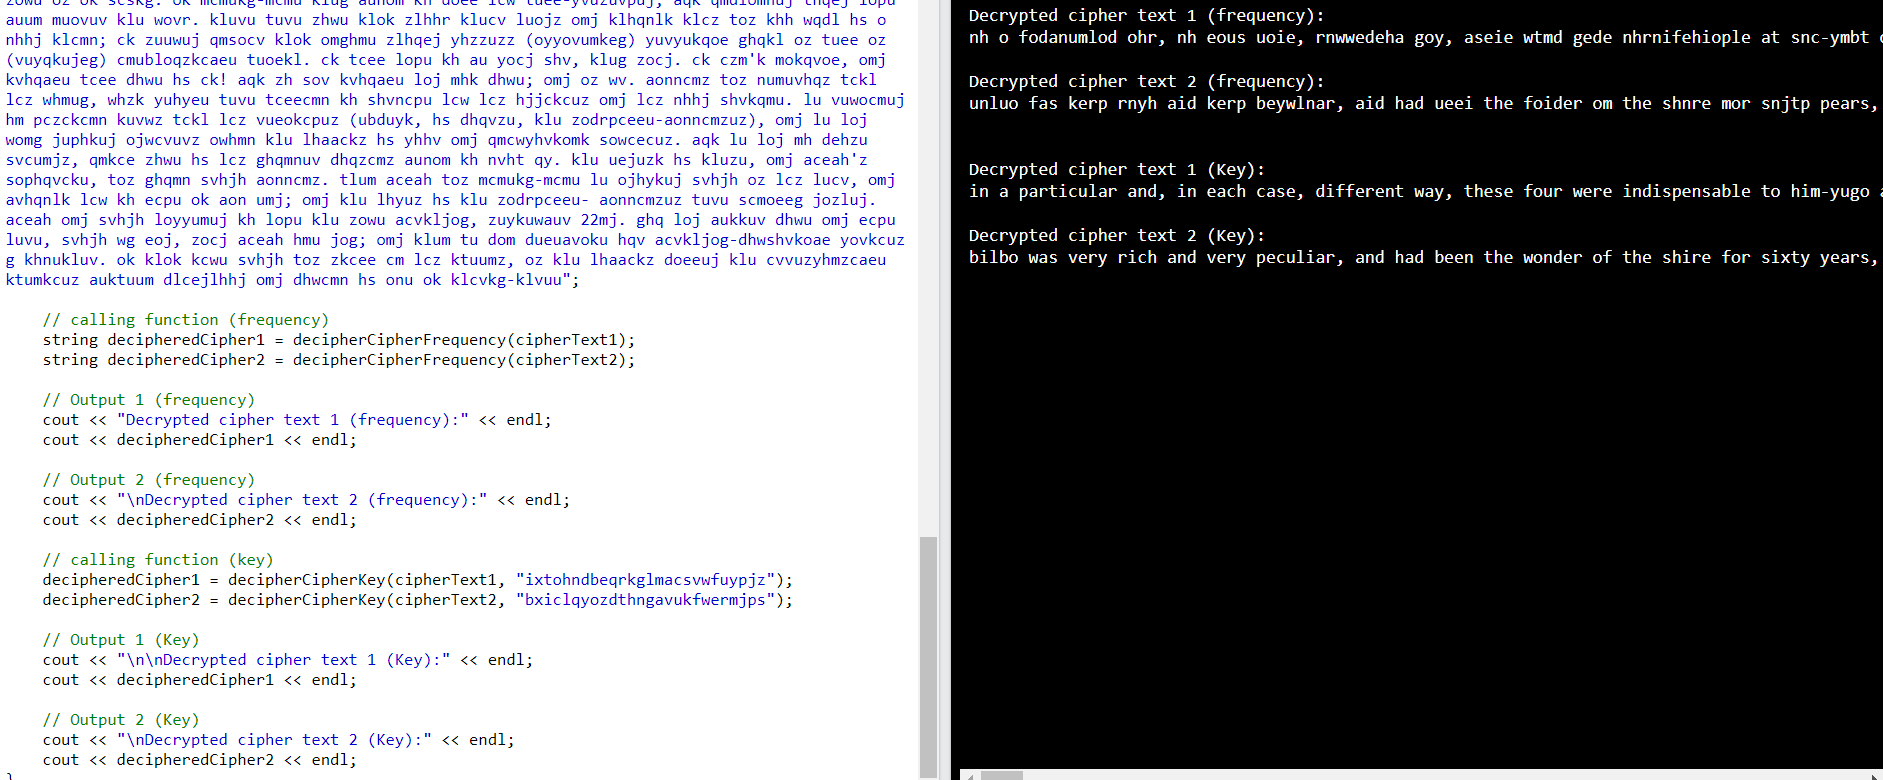 auum muovuv klu wovr. kluvu tuvu zhwu klok zlhhr klucv luojz omj klhqnlk klcz toz khh wqdl hs o
nhhj klcmn; ck zuuwuj qmsocv klok omghmu zlhqej yhzzuzz (oyyovumkeg) yuvyukqoe ghqkl oz tuee oz
(vuyqkujeg) cmubloqzkcaeu tuoekl. ck tcee lopu kh au yocj shv, klug zocj. ck czm'k mokqvoe, omj
kvhqaeu tcee dhwu hs ck! aqk zh sov kvhqaeu loj mhk dhwu; omj oz wv. aonncmz toz numuvhqz tckl
lcz whmug, whzk yuhyeu tuvu tceecmn kh shvncpu lcw lcz hjjckcuz omj lcz nhhj shvkqmu. lu vuwocmuj
hm pczckcmn kuvwz tckl lcz vueokcpuz (ubduyk, hs dhqvzu, klu zodrpceeu-aonncmzuz), omj lu loj
womg juphkuj ojwcvuvz owhmn klu lhaackz hs yhhv omj qmcwyhvkomk sowcecuz. aqk lu loj mh dehzu
svcumjz, qmkce zhwu hs lcz ghqmnuv dhqzcmz aunom kh nvht qy. klu uejuzk hs kluzu, omj aceah'z
sophqvcku, toz ghqmn svhjh aonncmz. tlum aceah toz mcmukg-mcmu lu ojhykuj svhjh oz lcz lucv, omj
avhqnlk lcw kh ecpu ok aon umj; omj klu lhyuz hs klu zodrpceeu- aonncmzuz tuvu scmoeeg jozluj.
aceah omj svhjh loyyumuj kh lopu klu zowu acvkljog, zuykuwauv 22mj. ghq loj aukkuv dhwu omj ecpu
luvu, svhjh wg eoj, zocj aceah hmu jog; omj klum tu dom dueuavoku hqv acvkljog-dhwshvkoae yovkcuz
g khnukluv. ok klok kcwu svhjh toz zkcee cm lcz ktuumz, oz klu lhaackz doeeuj klu cvvuzyhmzcaeu
ktumkcuz auktuum dlcejlhhj omj dhwcmn hs onu ok klcvkg-klvuu";
// calling function (frequency)
string decipheredCipher1 = decipherCipherFrequency(cipherText1);
string decipheredCipher2 = decipherCipherFrequency(cipherText2);
// Output 1 (frequency)
cout << "Decrypted cipher text 1 (frequency):" << endl;
cout << decipheredCipher1 << endl;
// Output 2 (frequency)
cout << "\nDecrypted cipher text 2 (frequency):" << endl;
cout << decipheredCipher2 << endl;
// calling function (key)
decipheredCipher1 = decipherCipherKey(cipherText1, "ixtohndbeqrkglmacsvwfuypjz");
decipheredCipher2 = decipherCipherKey(cipherText2, "bxiclqyozdthngavukfwermjps");
// Output 1 (Key)
cout << "\n\nDecrypted cipher text 1 (Key):" << endl;
cout << decipheredCipher1 << endl;
// Output 2 (Key)
cout << "\nDecrypted cipher text 2 (Key):" << endl;
cout << decipheredCipher2 << endl;
Decrypted cipher text 1 (frequency):
nh o fodanumlod ohr, nh eous uoie, rnwwedeha goy, aseie wtmd gede nhrnifehiople at snc-ymbt
Decrypted cipher text 2 (frequency):
unluo fas kerp rnyh aid kerp beywlnar, aid had ueei the foider om the shnre mor snjtp pears,
Decrypted cipher text 1 (Key):
in a particular and, in each case, different way, these four were indispensable to him-yugo
Decrypted cipher text 2 (Key):
bilbo was very rich and very peculiar, and had been the wonder of the shire for sixty years,